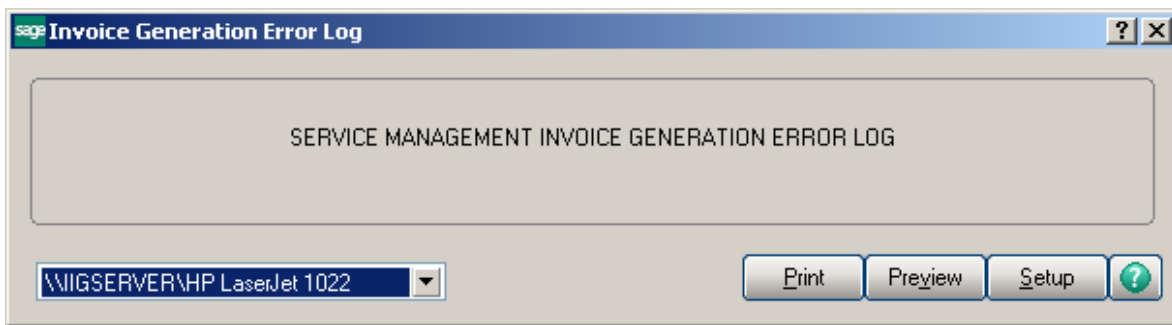 sage Invoice Generation Error Log
SERVICE MANAGEMENT INVOICE GENERATION ERROR LOG
\\IIGSERVER\HP LaserJet 1022
Print Preview Setup